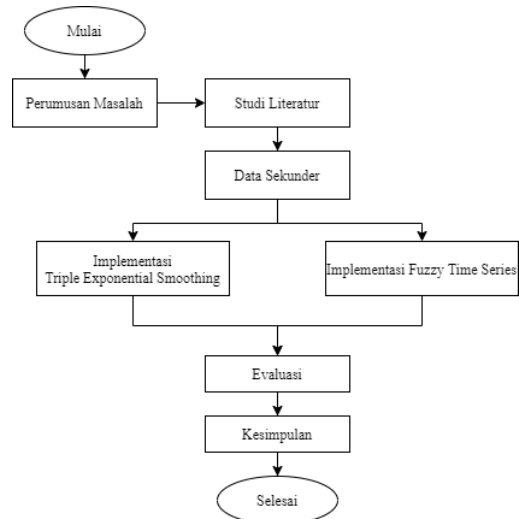 Mulai
Perumusan Masalah
Studi Literatur
Data Sekunder
Implementasi
Triple Exponential Smoothing
Implementasi Fuzzy Time Series
Evaluasi
Kesimpulan
Selesai